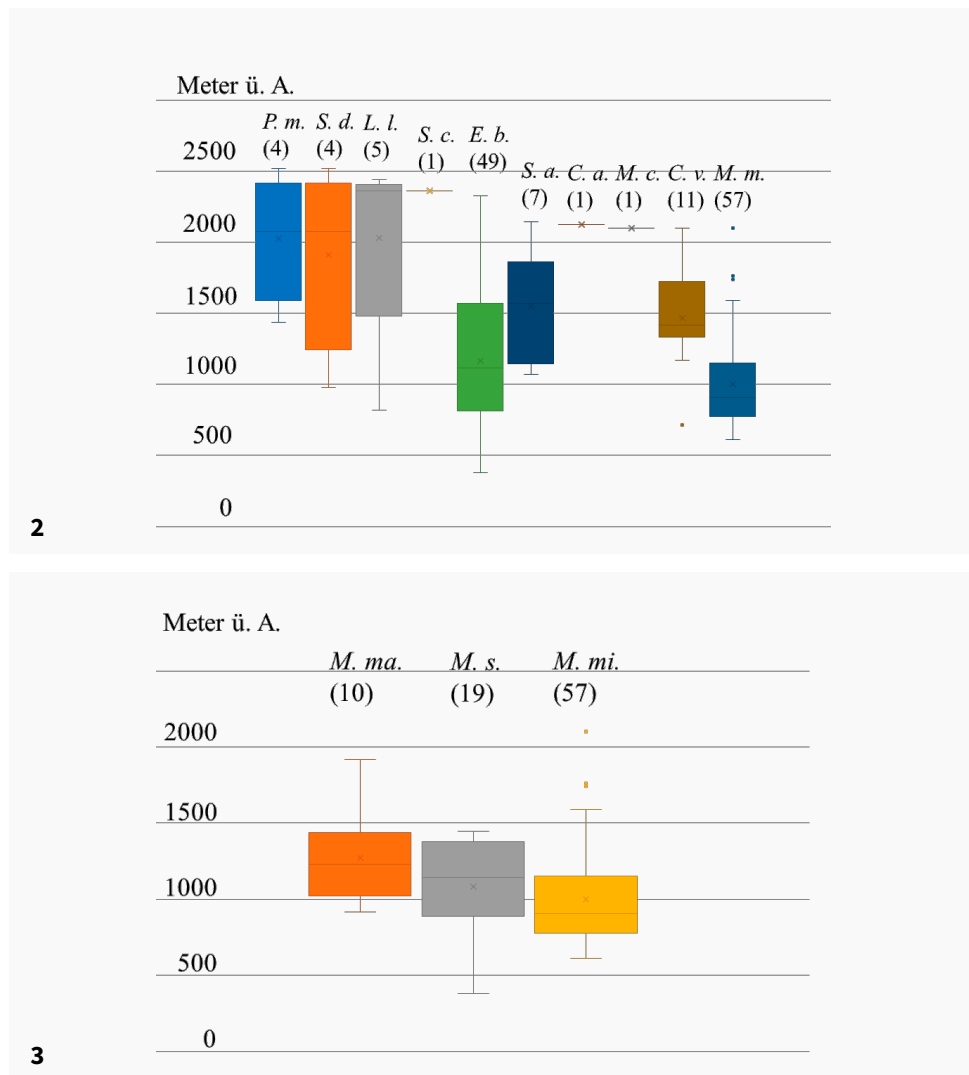 Meter ü. A.
P. m. S. d. L. l. S. c. E. b. S. a. C. a. M. c. C. v. M. m.
(4) (4) (5) (1) (49) (7) (1) (1) (11) (57)
2500
2000
1500
1000
500
0
2
Meter ü. A.
M. ma. M. s. M. mi.
(10) (19) (57)
2000
1500
1000
500
0
3